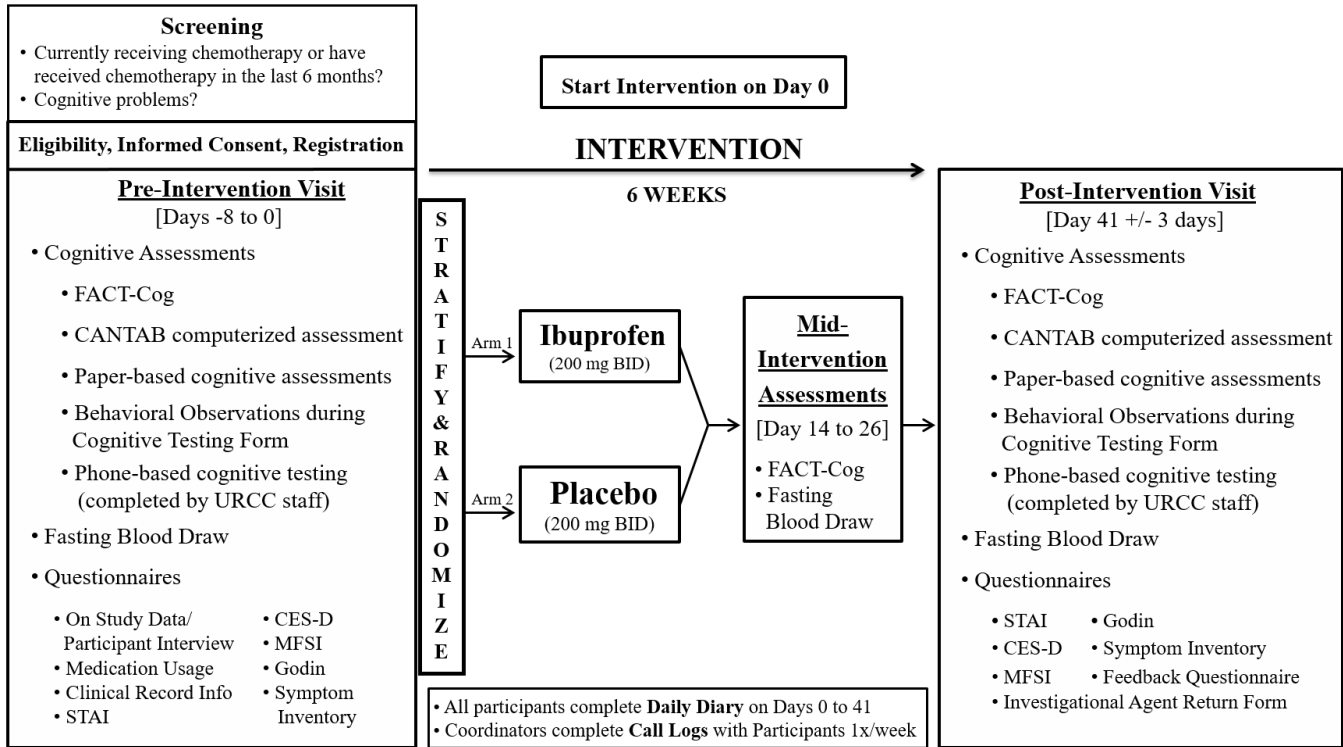 Screening
• Currently receiving chemotherapy or have
received chemotherapy in the last 6 months?
• Cognitive problems?
Eligibility, Informed Consent, Registration
Pre-Intervention Visit
[Days -8 to 0]
• Cognitive Assessments
• FACT-Cog
• CANTAB computerized assessment
• Paper-based cognitive assessments
• Behavioral Observations during
Cognitive Testing Form
• Phone-based cognitive testing
(completed by URCC staff)
• Fasting Blood Draw
• Questionnaires
• On Study Data/
Participant Interview
• Medication Usage
• Clinical Record Info
• STAI
• CES-D
• MFSI
• Godin
• Symptom
Inventory
Start Intervention on Day 0
INTERVENTION
6 WEEKS
S
T
R
A
T
I
F
Y
&
R
A
N
D
O
M
I
Z
E
Arm 1
Ibuprofen
(200 mg BID)
Arm 2
Placebo
(200 mg BID)
Mid-
Intervention
Assessments
[Day 14 to 26]
• FACT-Cog
• Fasting
Blood Draw
• All participants complete Daily Diary on Days 0 to 41
• Coordinators complete Call Logs with Participants 1x/week
Post-Intervention Visit
[Day 41 +/- 3 days]
• Cognitive Assessments
• FACT-Cog
• CANTAB computerized assessment
• Paper-based cognitive assessments
• Behavioral Observations during
Cognitive Testing Form
• Phone-based cognitive testing
(completed by URCC staff)
• Fasting Blood Draw
• Questionnaires
• STAI
• CES-D
• MFSI
• Godin
• Symptom Inventory
• Feedback Questionnaire
• Investigational Agent Return Form